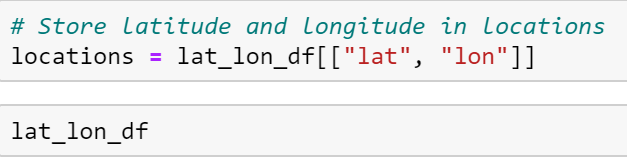 # Store latitude and longitude in locations
locations = lat_lon_df[["lat", "lon"]]
lat_lon_df